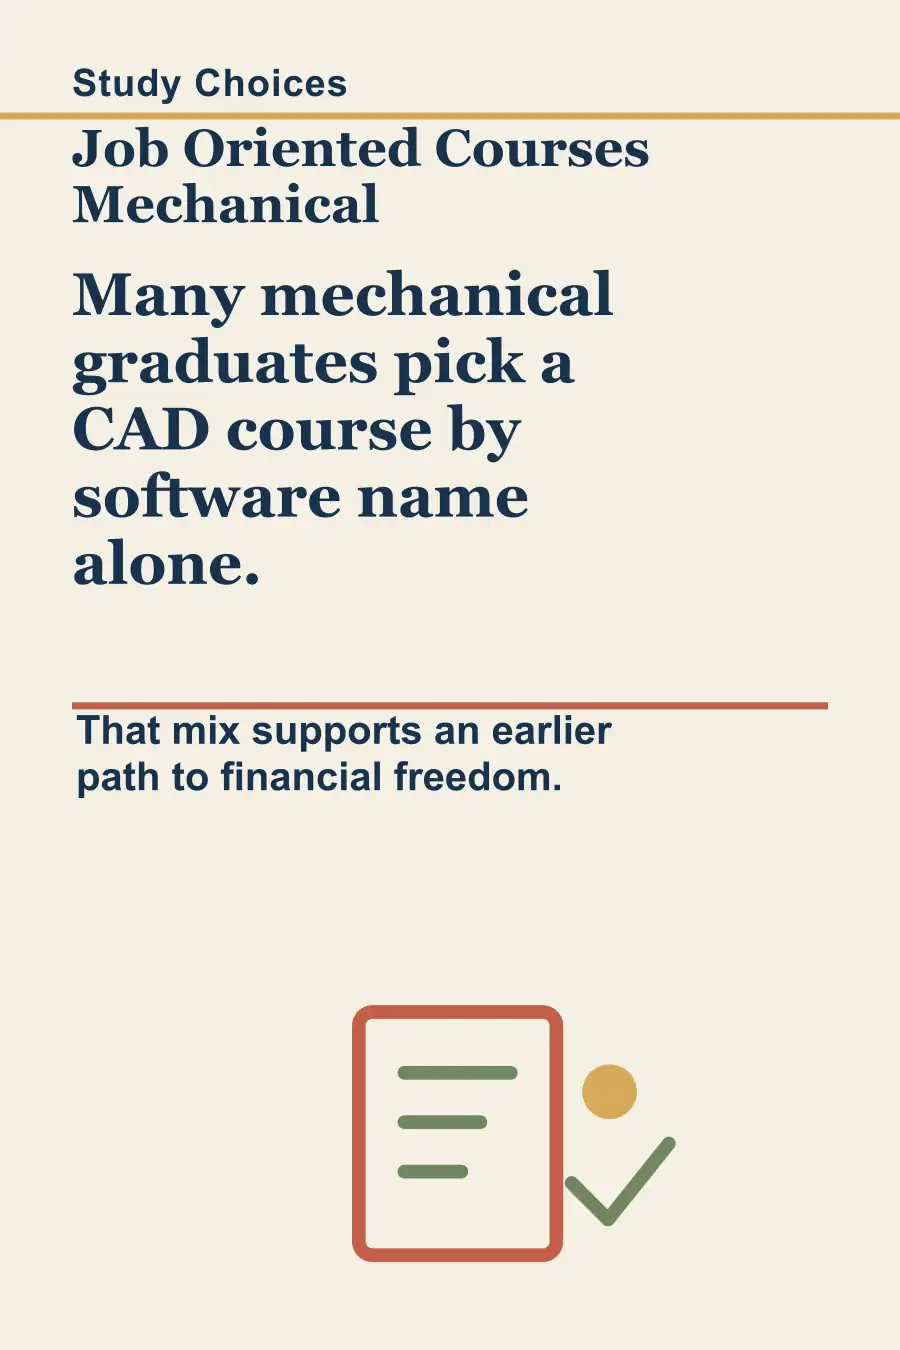 Study Choices
Job Oriented Courses
Mechanical
Many mechanical
graduates pick a
CAD course by
software name
alone.
That mix supports an earlier
path to financial freedom.